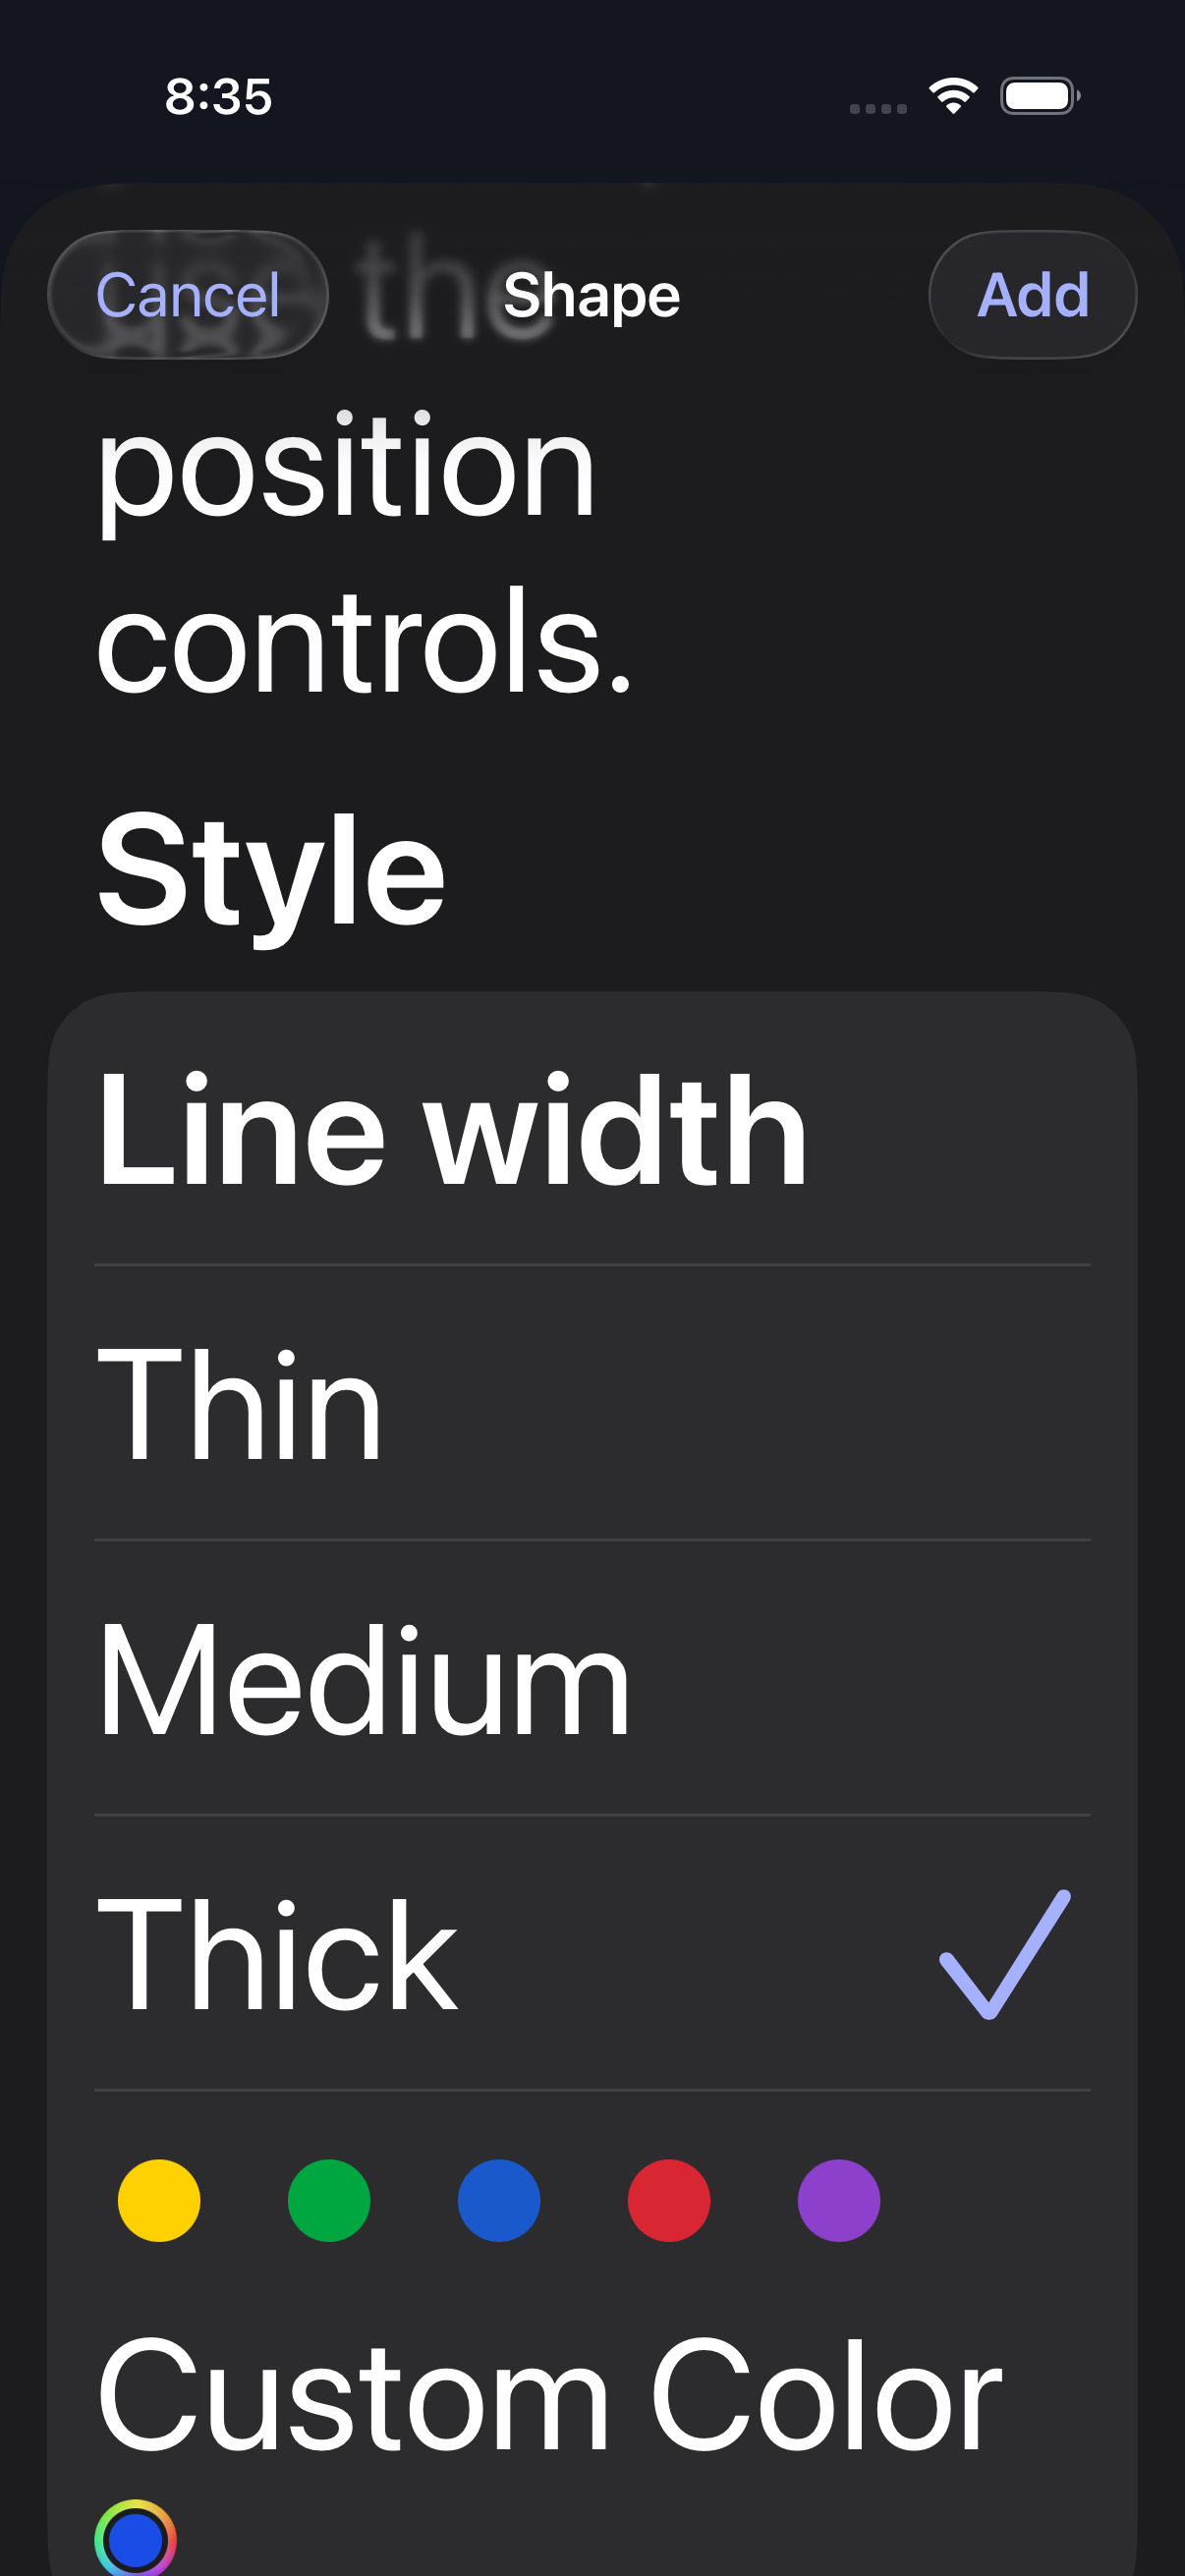 8:35
Cancel
Shape
Add
the
position
controls.
Style
Line width
Thin
Medium
Thick
Custom Color